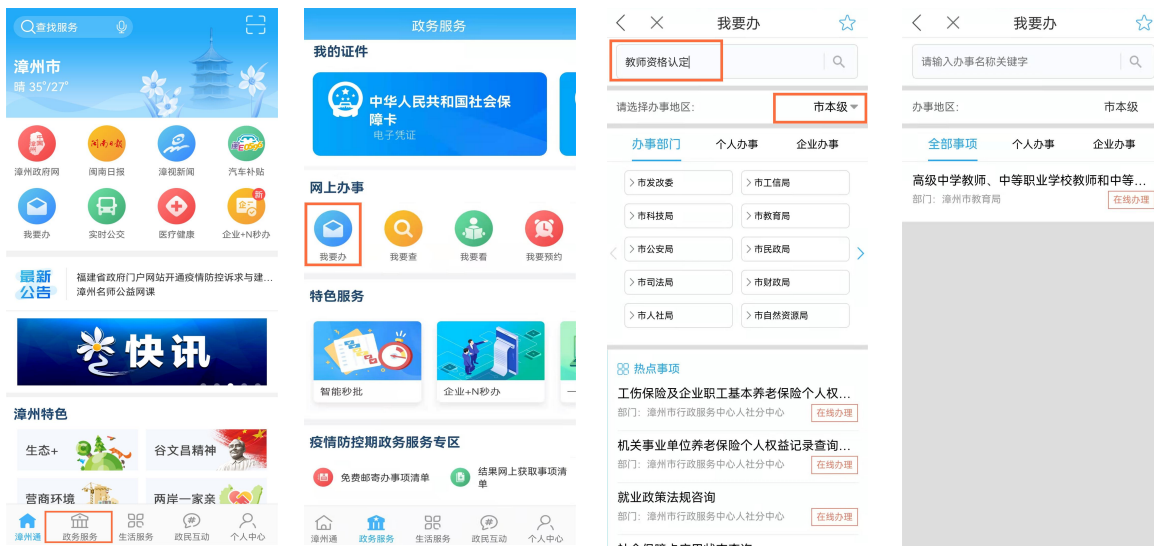 查找服务
漳州市
晴 35°/27°
漳州政府网
闽南日报
漳视新闻
汽车补贴
我要办
实时公交
医疗健康
企业+N秒办
新
最新公告
福建省政府门户网站开通疫情防控诉求与建...
漳州名师公益网课
快讯
漳州特色
生态+
谷文昌精神
营商环境
两岸一家亲
漳州通
政务服务
生活服务
政民互动
个人中心
政务服务
我的证件
中华人民共和国社会保障卡
电子凭证
网上办事
我要办
我要查
我要看
我要预约
特色服务
智能秒批
企业+N秒办
疫情防控期政务服务专区
免费邮寄办事项清单
结果网上获取事项清单
漳州通
政务服务
生活服务
政民互动
个人中心
我要办
教师资格认定
请选择办事地区：
市本级
办事部门
个人办事
企业办事
市发改委
市工信局
市科技局
市教育局
市公安局
市民政局
市司法局
市财政局
市人社局
市自然资源局
热点事项
工伤保险及企业职工基本养老保险个人权...
部门：漳州市行政服务中心人社分中心
在线办理
机关事业单位养老保险个人权益记录查询...
部门：漳州市行政服务中心人社分中心
在线办理
就业政策法规咨询
部门：漳州市行政服务中心人社分中心
在线办理
我要办
请输入办事名称关键字
办事地区：
市本级
全部事项
个人办事
企业办事
高级中学教师、中等职业学校教师和中等...
部门：漳州市教育局
在线办理